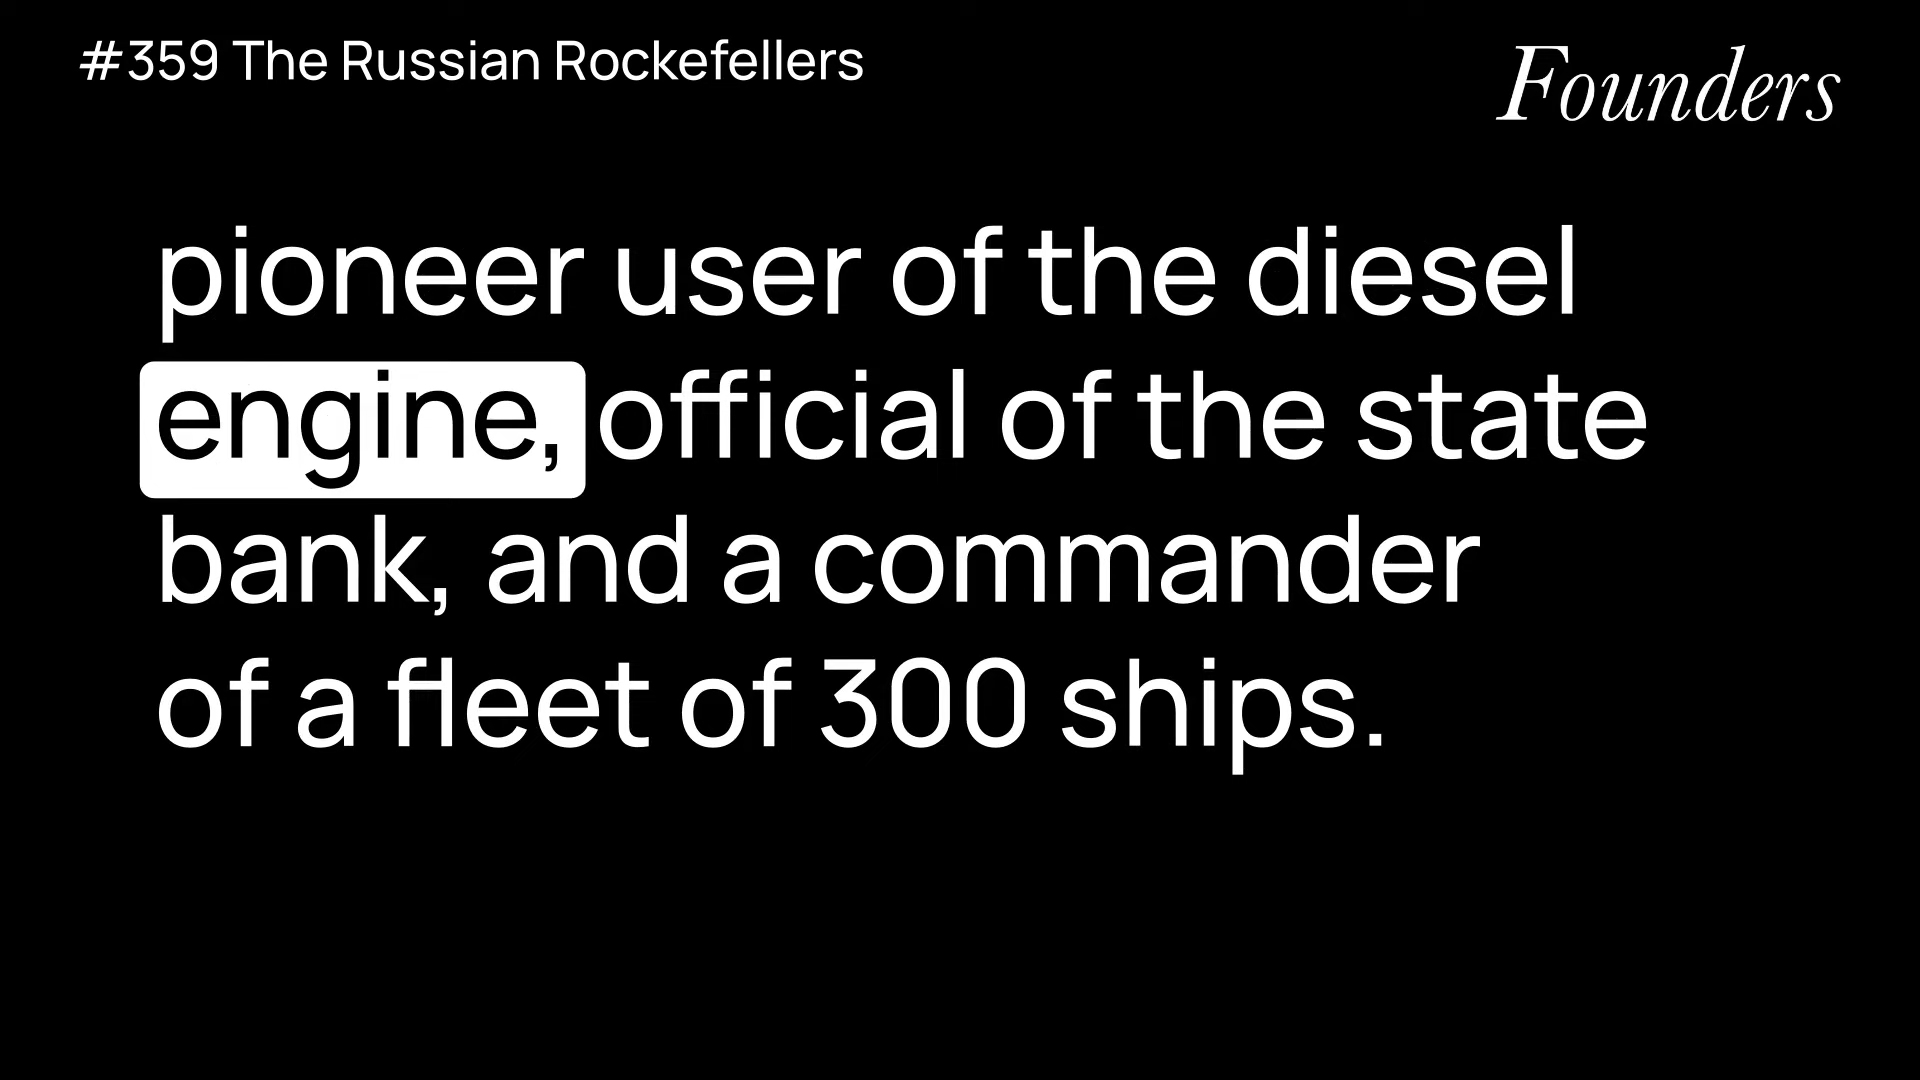 #359 The Russian Rockefellers
Founders
pioneer user of the diesel
engine, official of the state
bank, and a commander
of a fleet of 300 ships.